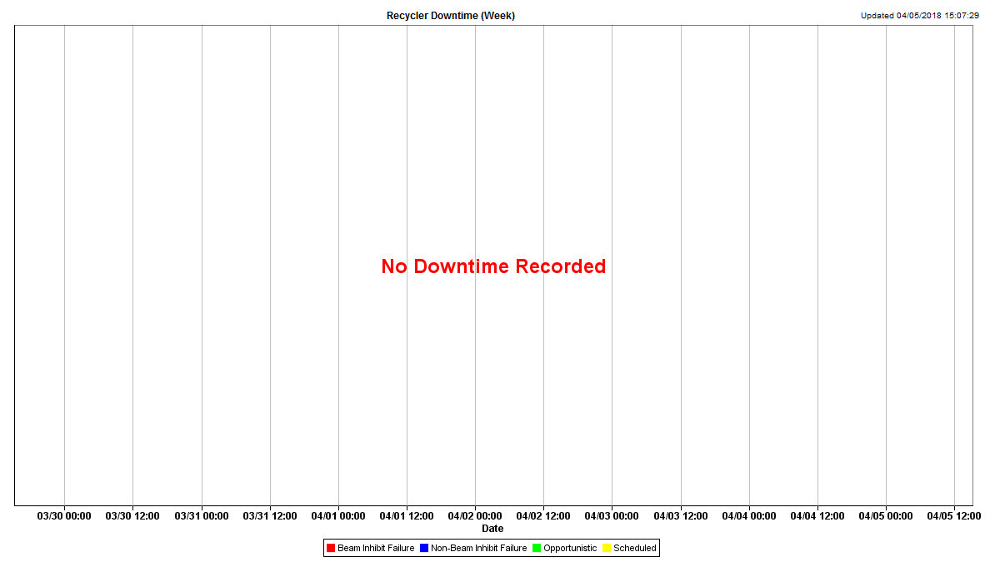 Recycler Downtime (Week)
Updated 04/05/2018 15:07:29
No Downtime Recorded
03/30 00:00 03/30 12:00 03/31 00:00 03/31 12:00 04/01 00:00 04/01 12:00 04/02 00:00 04/02 12:00 04/03 00:00 04/03 12:00 04/04 00:00 04/04 12:00 04/05 00:00 04/05 12:00
Date
Beam Inhibit Failure Non-Beam Inhibit Failure Opportunistic Scheduled